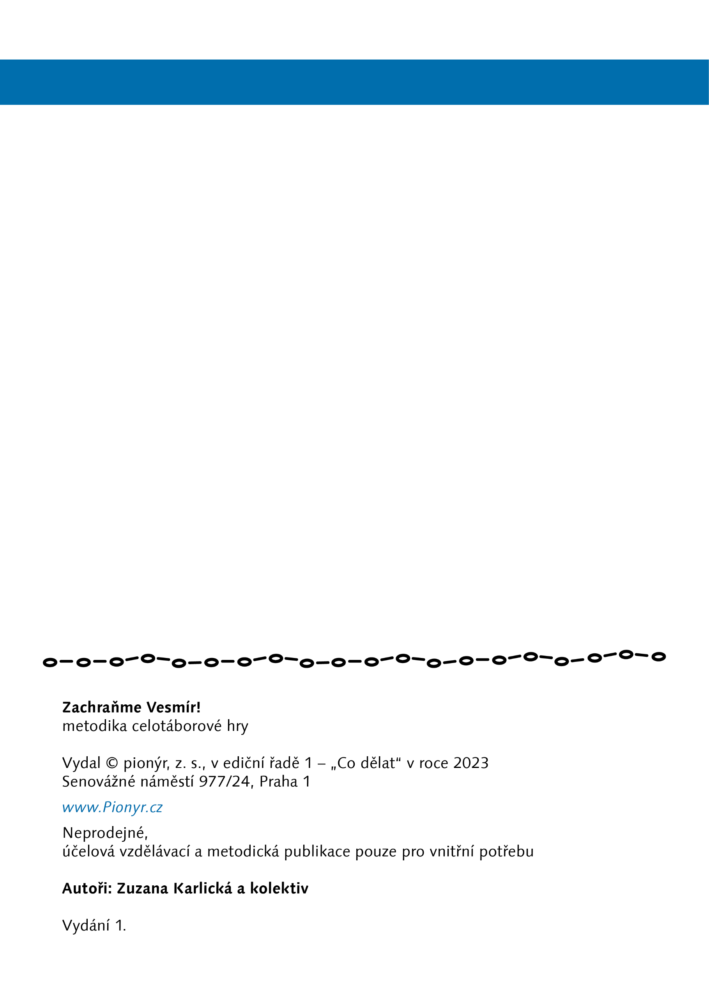 Zachraňme Vesmír!
metodika celotáborové hry
Vydal © pionýr, z. s., v ediční řadě 1 – „Co dělat“ v roce 2023
Senovážné náměstí 977/24, Praha 1
www.Pionyr.cz
Neprodejné,
účelová vzdělávací a metodická publikace pouze pro vnitřní potřebu
Autoři: Zuzana Karlická a kolektiv
Vydání 1.